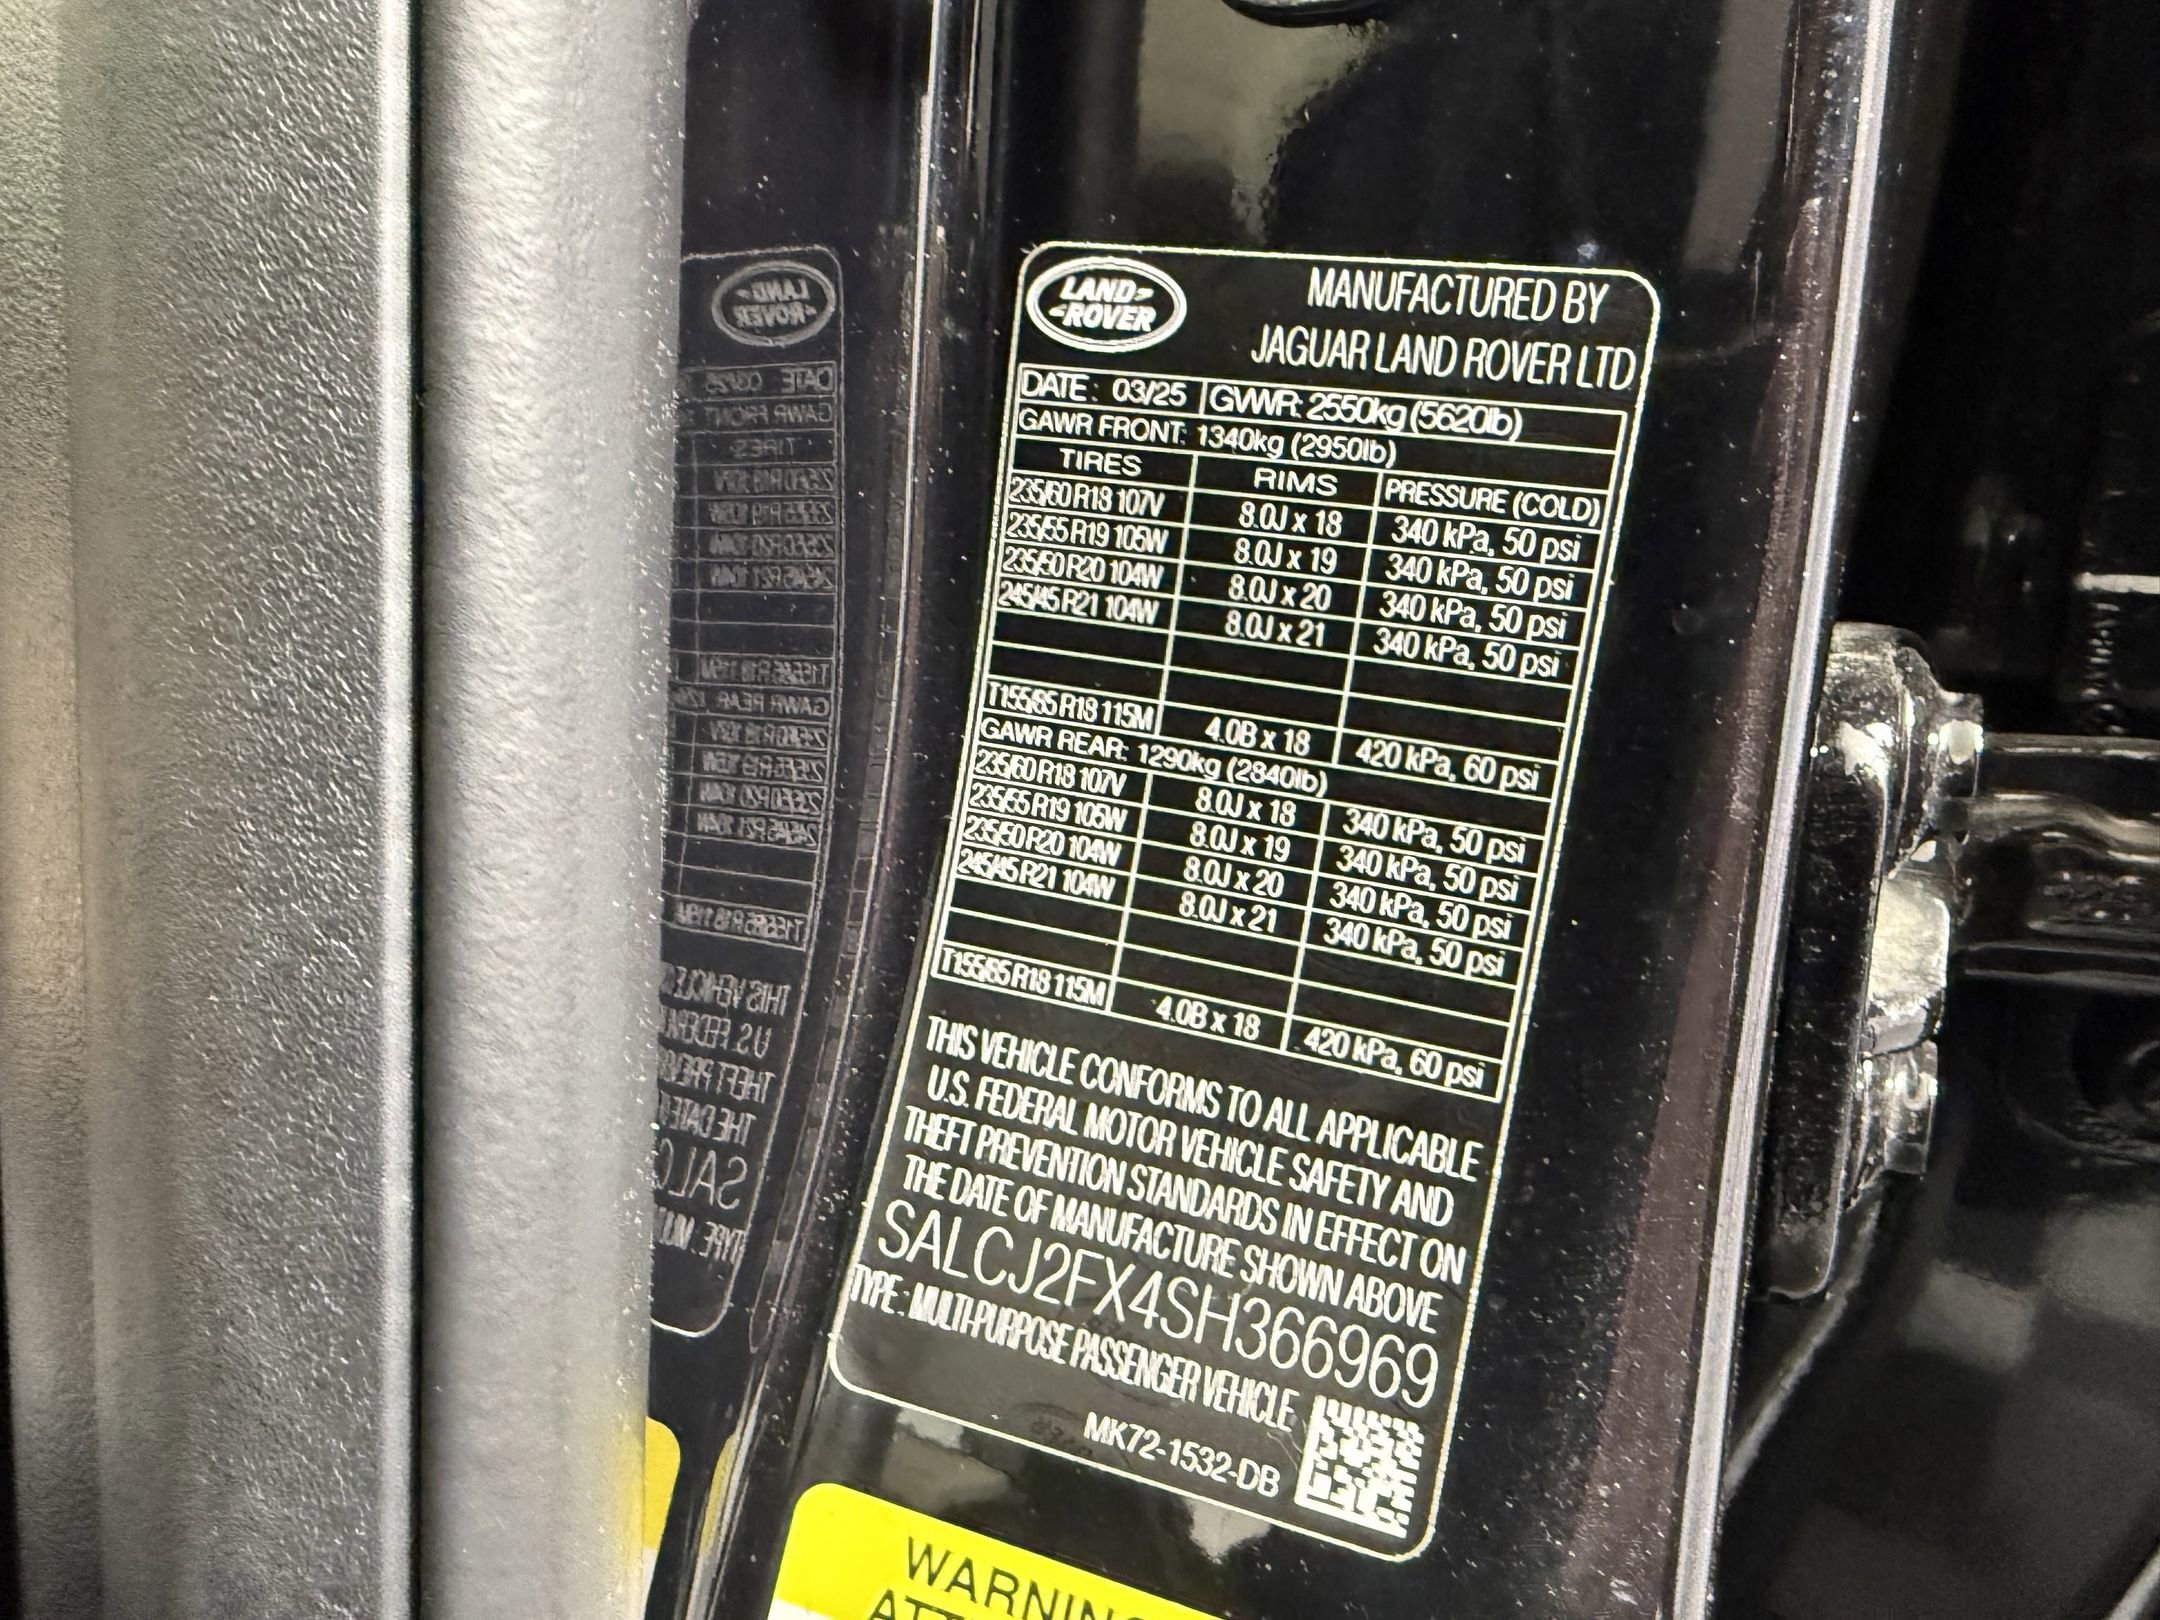 LAND ROVER
MANUFACTURED BY
JAGUAR LAND ROVER LTD
DATE: 03/25 GVWR: 2550kg (5620lb)
GAWR FRONT: 1340kg (2950lb)
TIRES RIMS PRESSURE (COLD)
235/60 R18 107V 8.0J x 18 340 kPa, 50 psi
235/55 R19 105W 8.0J x 19 340 kPa, 50 psi
235/50 R20 104W 8.0J x 20 340 kPa, 50 psi
245/45 R21 104W 8.0J x 21 340 kPa, 50 psi
T155/85 R18 115M 4.0B x 18 420 kPa, 60 psi
GAWR REAR: 1290kg (2840lb)
235/60 R18 107V 8.0J x 18 340 kPa, 50 psi
235/55 R19 105W 8.0J x 19 340 kPa, 50 psi
235/50 R20 104W 8.0J x 20 340 kPa, 50 psi
245/45 R21 104W 8.0J x 21 340 kPa, 50 psi
T155/85 R18 115M 4.0B x 18 420 kPa, 60 psi
THIS VEHICLE CONFORMS TO ALL APPLICABLE
U.S. FEDERAL MOTOR VEHICLE SAFETY AND
THEFT PREVENTION STANDARDS IN EFFECT ON
THE DATE OF MANUFACTURE SHOWN ABOVE
SALCJ2FX4SH366969
TYPE: MULTI-PURPOSE PASSENGER VEHICLE
MK72-1532-DB
WARNING